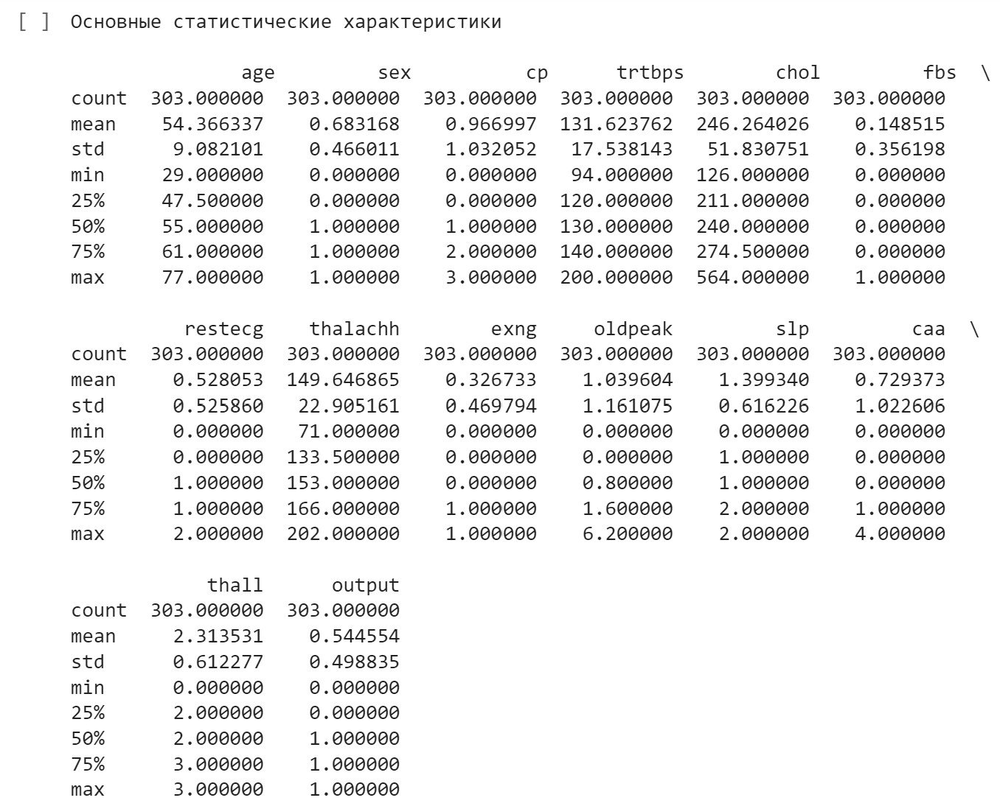 [ ] Основные статистические характеристики
age sex cp trtbps chol fbs \
count 303.000000 303.000000 303.000000 303.000000 303.000000 303.000000
mean 54.366337 0.683168 0.966997 131.623762 246.264026 0.148515
std 9.082101 0.466011 1.032052 17.538143 51.830751 0.356198
min 29.000000 0.000000 0.000000 94.000000 126.000000 0.000000
25% 47.500000 0.000000 0.000000 120.000000 211.000000 0.000000
50% 55.000000 1.000000 1.000000 130.000000 240.000000 0.000000
75% 61.000000 1.000000 2.000000 140.000000 274.500000 0.000000
max 77.000000 1.000000 3.000000 200.000000 564.000000 1.000000
restecg thalachh exng oldpeak slp caa \
count 303.000000 303.000000 303.000000 303.000000 303.000000 303.000000
mean 0.528053 149.646865 0.326733 1.039604 1.399340 0.729373
std 0.525860 22.905161 0.469794 1.161075 0.616226 1.022606
min 0.000000 71.000000 0.000000 0.000000 0.000000 0.000000
25% 0.000000 133.500000 0.000000 0.000000 1.000000 0.000000
50% 1.000000 153.000000 0.000000 0.800000 1.000000 0.000000
75% 1.000000 166.000000 1.000000 1.600000 2.000000 1.000000
max 2.000000 202.000000 1.000000 6.200000 2.000000 4.000000
thall output
count 303.000000 303.000000
mean 2.313531 0.544554
std 0.612277 0.498835
min 0.000000 0.000000
25% 2.000000 0.000000
50% 2.000000 1.000000
75% 3.000000 1.000000
max 3.000000 1.000000